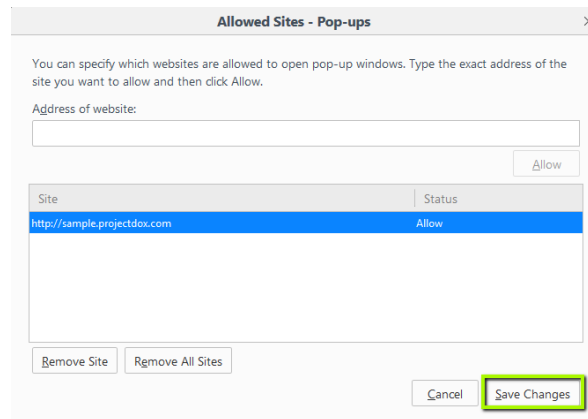 Allowed Sites - Pop-ups
You can specify which websites are allowed to open pop-up windows. Type the exact address of the
site you want to allow and then click Allow.
Address of website:
Allow
Site Status
http://sample.projectdox.com Allow
Remove Site Remove All Sites
Cancel Save Changes